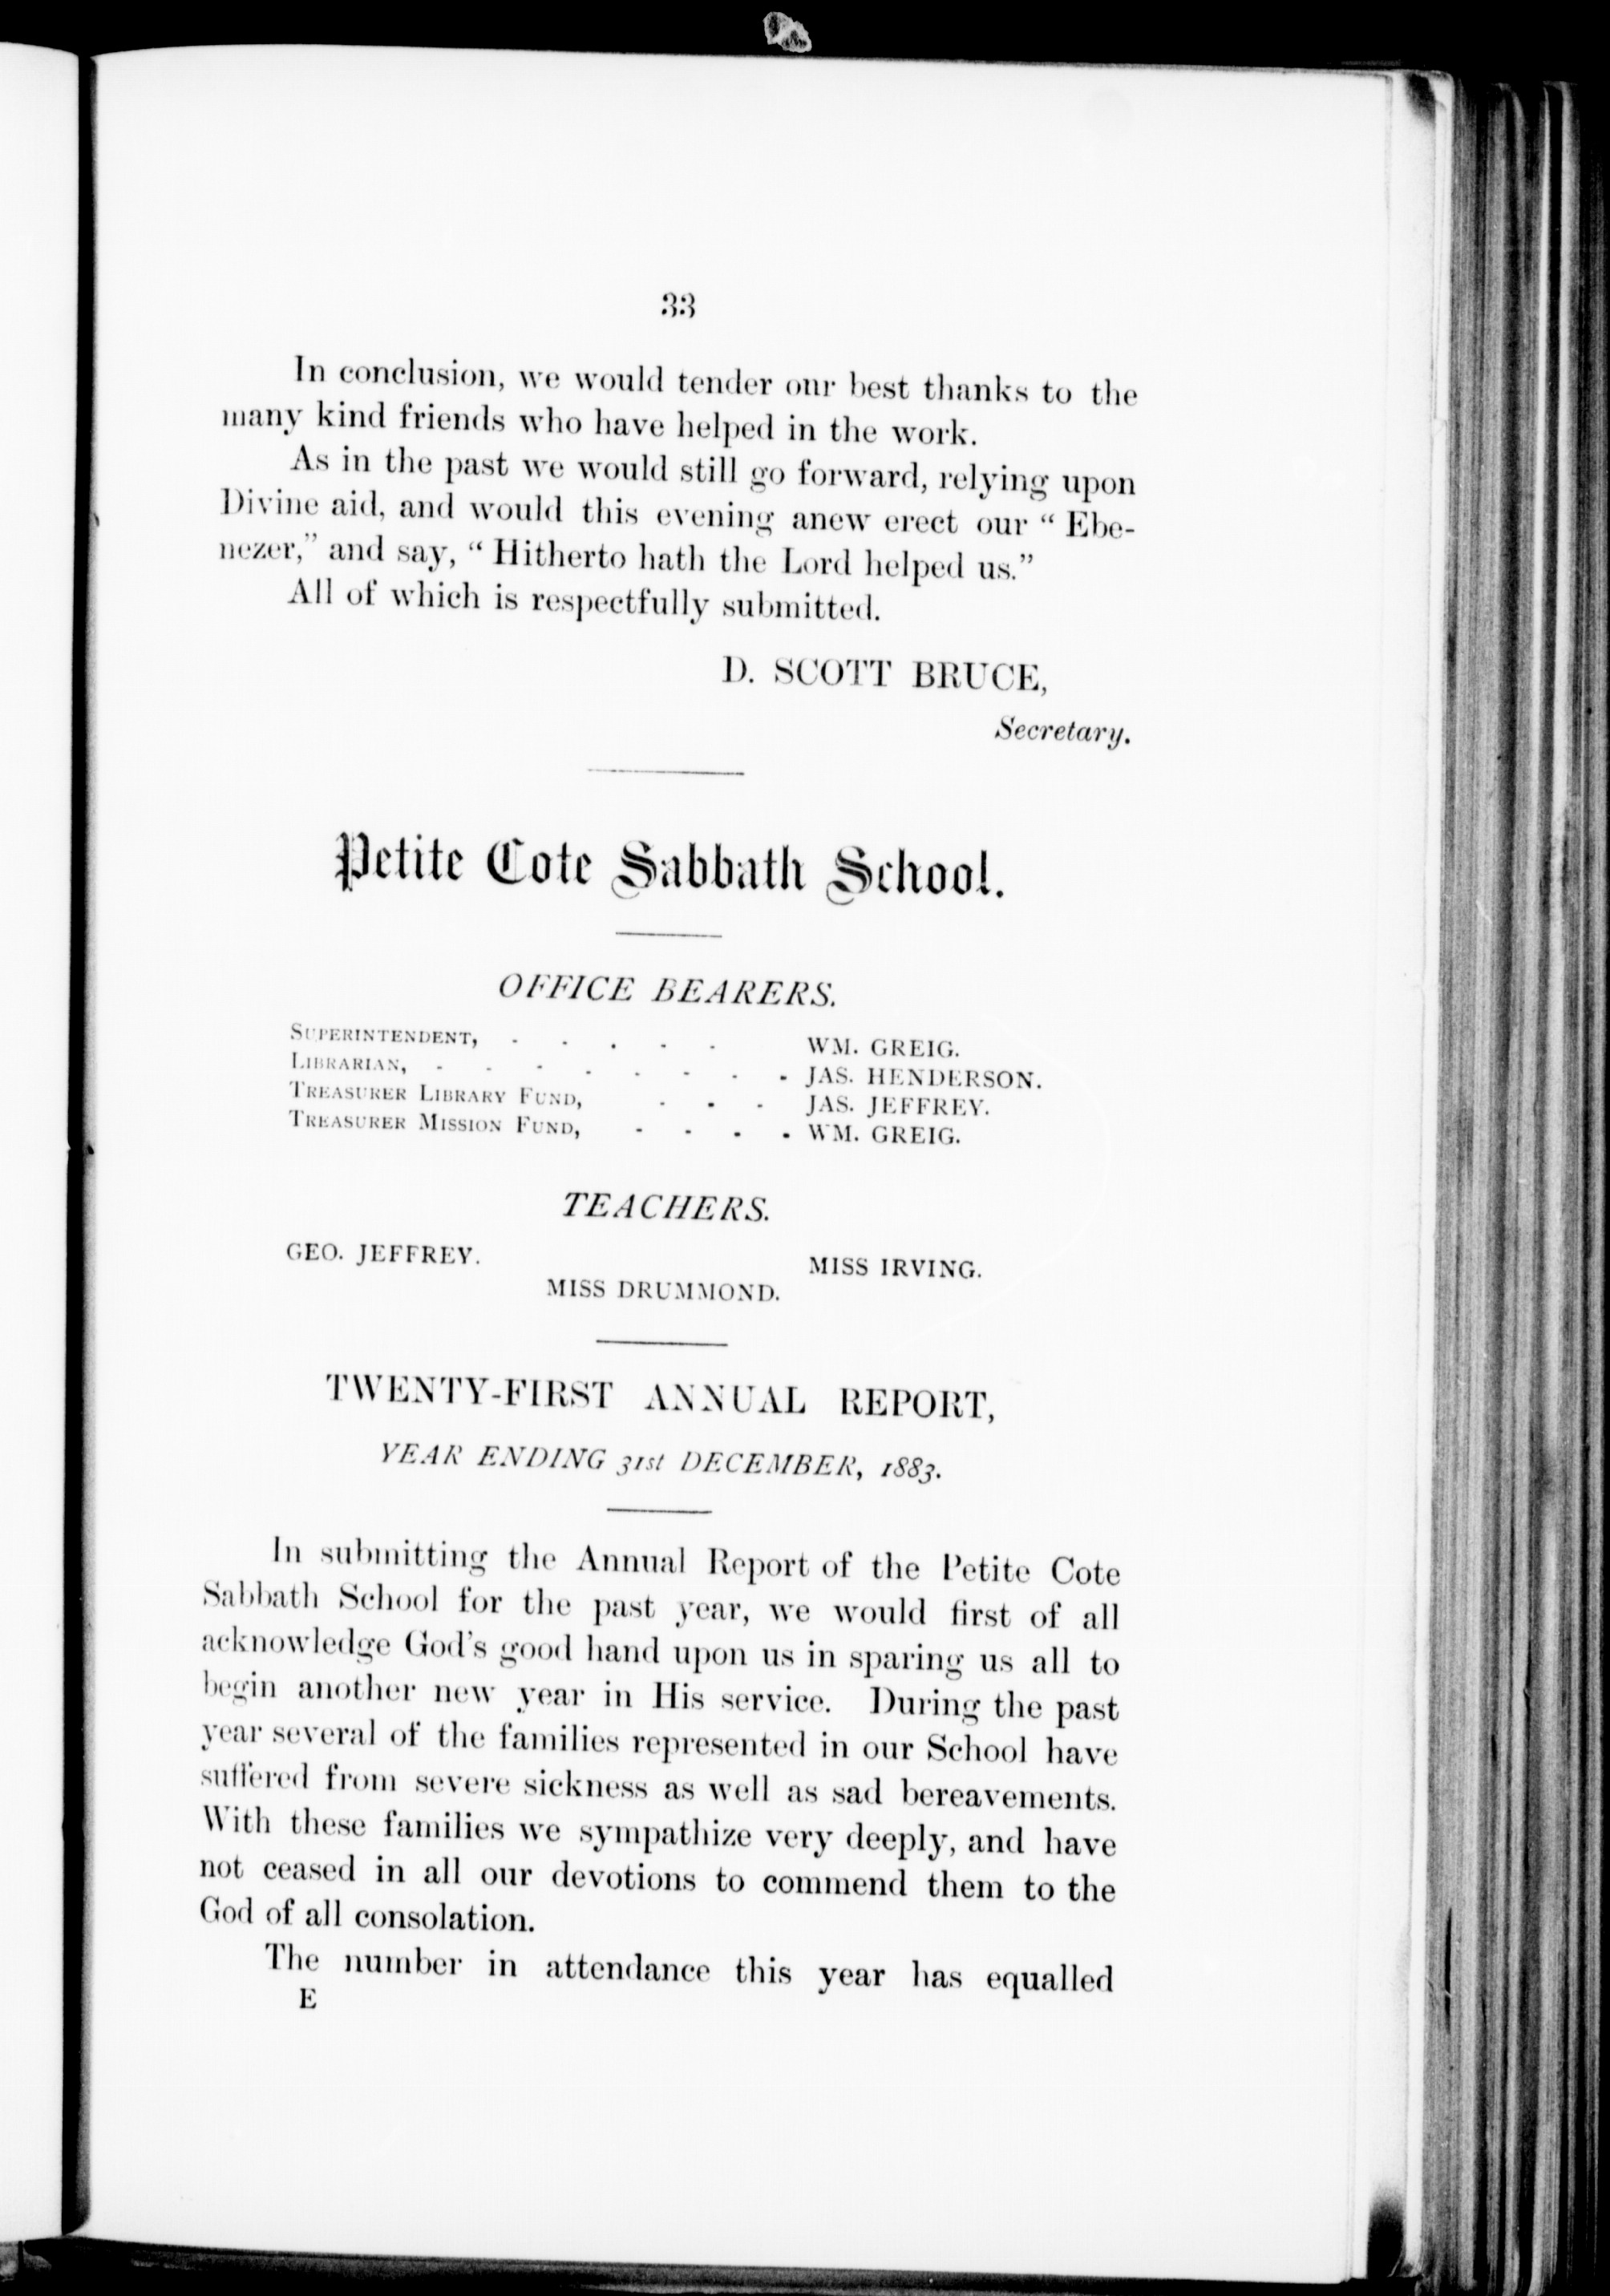 33
In conclusion, we would tender our best thanks to the
many kind friends who have helped in the work.
As in the past we would still go forward, relying upon
Divine aid, and would this evening anew erect our “ Ebe-
nezer,” and say, “ Hitherto hath the Lord helped us.”
All of which is respectfully submitted.
D. SCOTT BRUCE,
Secretary.
Petite Cote Sabbath School.
OFFICE BEARERS.
SUPERINTENDENT, - - - - - WM. GREIG.
LIBRARIAN, - - - - - - - - JAS. HENDERSON.
TREASURER LIBRARY FUND, - - - JAS. JEFFREY.
TREASURER MISSION FUND, - - - - WM. GREIG.
TEACHERS.
GEO. JEFFREY. MISS IRVING.
MISS DRUMMOND.
TWENTY-FIRST ANNUAL REPORT,
YEAR ENDING 31st DECEMBER, 1883.
In submitting the Annual Report of the Petite Cote
Sabbath School for the past year, we would first of all
acknowledge God's good hand upon us in sparing us all to
begin another new year in His service. During the past
year several of the families represented in our School have
suffered from severe sickness as well as sad bereavements.
With these families we sympathize very deeply, and have
not ceased in all our devotions to commend them to the
God of all consolation.
The number in attendance this year has equalled
E